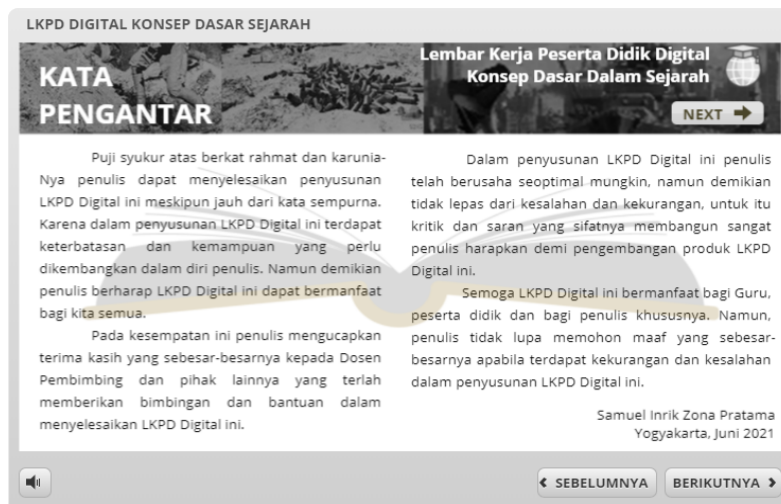 LKPD DIGITAL KONSEP DASAR SEJARAH
KATA
PENGANTAR
Lembar Kerja Peserta Didik Digital
Konsep Dasar Dalam Sejarah
NEXT
Puji syukur atas berkat rahmat dan karunia-
Nya penulis dapat menyelesaikan penyusunan
LKPD Digital ini meskipun jauh dari kata sempurna.
Karena dalam penyusunan LKPD Digital ini terdapat
keterbatasan dan kemampuan yang perlu
dikembangkan dalam diri penulis. Namun demikian
penulis berharap LKPD Digital ini dapat bermanfaat
bagi kita semua.
Pada kesempatan ini penulis mengucapkan
terima kasih yang sebesar-besarnya kepada Dosen
Pembimbing dan pihak lainnya yang terlah
memberikan bimbingan dan bantuan dalam
menyelesaikan LKPD Digital ini.
Dalam penyusunan LKPD Digital ini penulis
telah berusaha seoptimal mungkin, namun demikian
tidak lepas dari kesalahan dan kekurangan, untuk itu
kritik dan saran yang sifatnya membangun sangat
penulis harapkan demi pengembangan produk LKPD
Digital ini.
Semoga LKPD Digital ini bermanfaat bagi Guru,
peserta didik dan bagi penulis khususnya. Namun,
penulis tidak lupa memohon maaf yang sebesar-
besarnya apabila terdapat kekurangan dan kesalahan
dalam penyusunan LKPD Digital ini.
Samuel Inrik Zona Pratama
Yogyakarta, Juni 2021
SEBELUMNYA
BERIKUTNYA